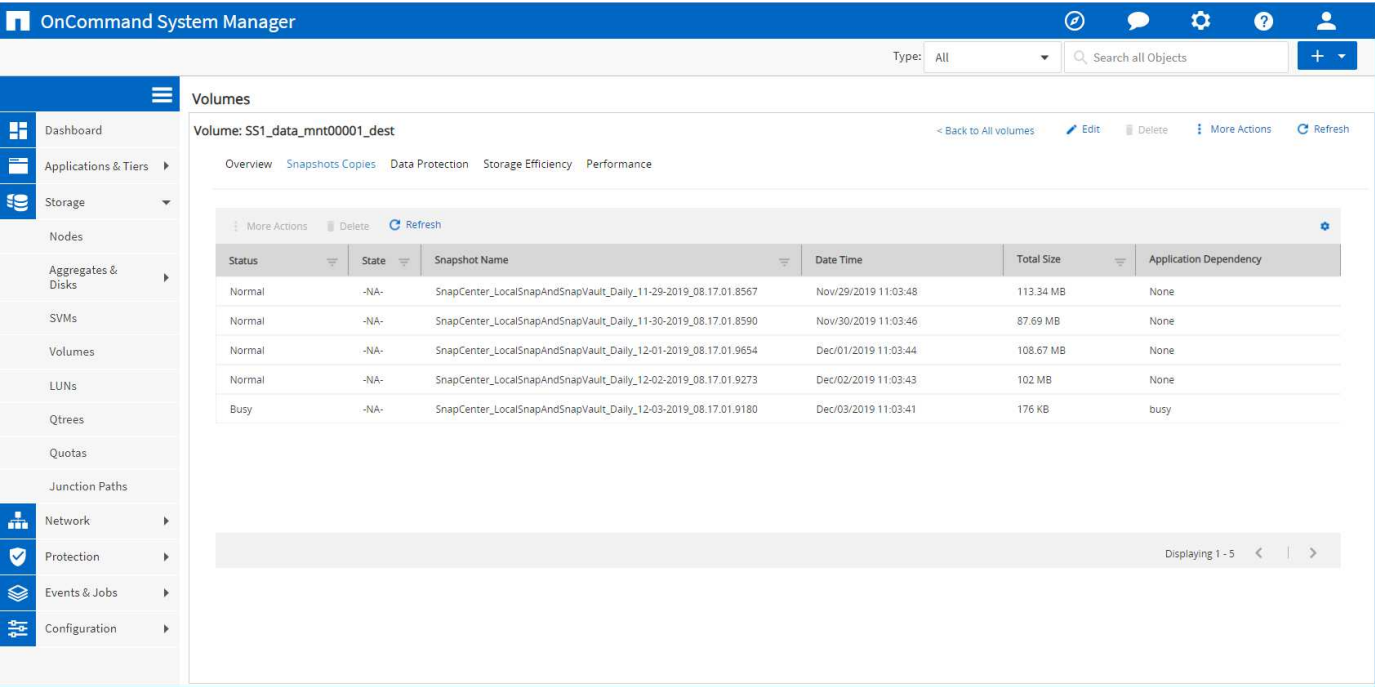 OnCommand System Manager
Type: All Search all Objects
Volumes
Dashboard
Volume: SS1_data_mnt00001_dest < Back to All volumes Edit Delete More Actions Refresh
Applications & Tiers
Overview Snapshots Copies Data Protection Storage Efficiency Performance
Storage
Nodes
Aggregates &
Disks
SVMs
Volumes
LUNs
Qtrees
Quotas
Junction Paths
Network
Protection
Events & Jobs
Configuration
More Actions Delete Refresh
Status State Snapshot Name Date Time Total Size Application Dependency
Normal -NA- SnapCenter_LocalSnapAndSnapVault_Daily_11-29-2019_08.17.01.8567 Nov/29/2019 11:03:48 113.34 MB None
Normal -NA- SnapCenter_LocalSnapAndSnapVault_Daily_11-30-2019_08.17.01.8590 Nov/30/2019 11:03:46 87.69 MB None
Normal -NA- SnapCenter_LocalSnapAndSnapVault_Daily_12-01-2019_08.17.01.9654 Dec/01/2019 11:03:44 108.67 MB None
Normal -NA- SnapCenter_LocalSnapAndSnapVault_Daily_12-02-2019_08.17.01.9273 Dec/02/2019 11:03:43 102 MB None
Busy -NA- SnapCenter_LocalSnapAndSnapVault_Daily_12-03-2019_08.17.01.9180 Dec/03/2019 11:03:41 176 KB busy
Displaying 1 - 5 < | >